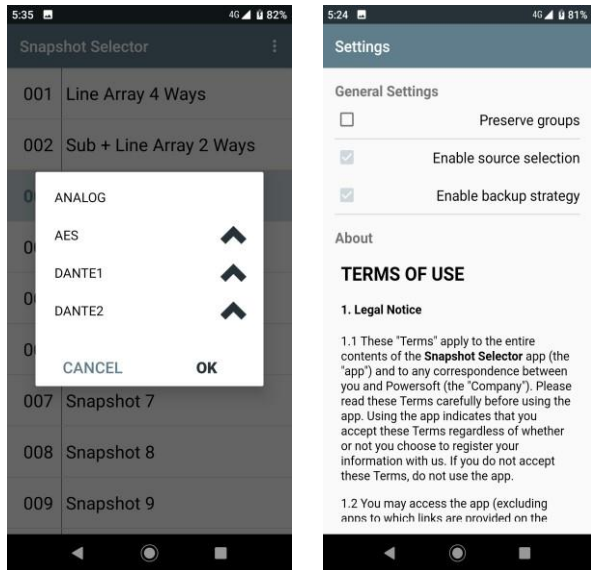 5:35 4G 82%
Snapshot Selector
001 Line Array 4 Ways
002 Sub + Line Array 2 Ways
ANALOG
AES
DANTE1
DANTE2
CANCEL OK
007 Snapshot 7
008 Snapshot 8
009 Snapshot 9
5:24 4G 81%
Settings
General Settings
Preserve groups
Enable source selection
Enable backup strategy
About
TERMS OF USE
1. Legal Notice
1.1 These "Terms" apply to the entire
contents of the Snapshot Selector app (the
"app") and to any correspondence between
you and Powersoft (the "Company"). Please
read these Terms carefully before using the
app. Using the app indicates that you
accept these Terms regardless of whether
or not you choose to register your
information with us. If you do not accept
these Terms, do not use the app.
1.2 You may access the app (excluding
apps to which links are provided on the